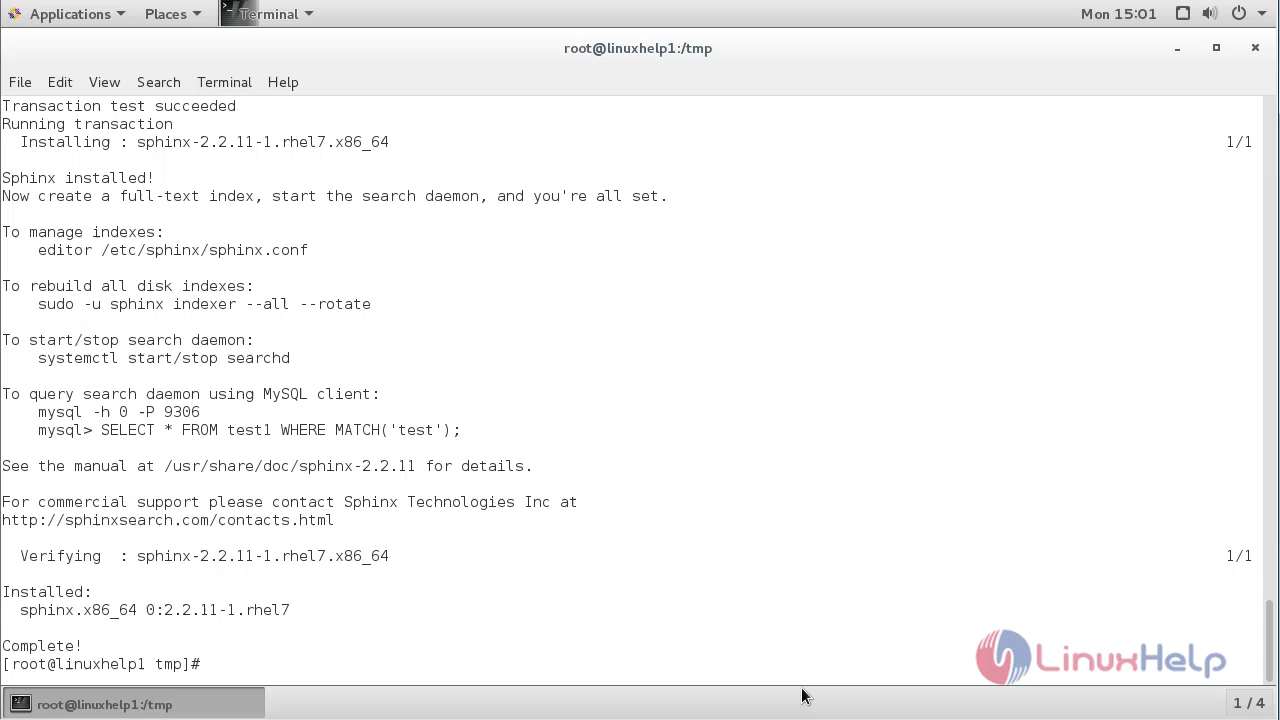 Applications Places Terminal Mon 15:01
root@linuxhelp1:/tmp
File Edit View Search Terminal Help
Transaction test succeeded
Running transaction
  Installing : sphinx-2.2.11-1.rhel7.x86_64 1/1
Sphinx installed!
Now create a full-text index, start the search daemon, and you're all set.
To manage indexes:
    editor /etc/sphinx/sphinx.conf
To rebuild all disk indexes:
    sudo -u sphinx indexer --all --rotate
To start/stop search daemon:
    systemctl start/stop searchd
To query search daemon using MySQL client:
    mysql -h 0 -P 9306
    mysql> SELECT * FROM test1 WHERE MATCH('test');
See the manual at /usr/share/doc/sphinx-2.2.11 for details.
For commercial support please contact Sphinx Technologies Inc at
http://sphinxsearch.com/contacts.html
  Verifying  : sphinx-2.2.11-1.rhel7.x86_64 1/1
Installed:
  sphinx.x86_64 0:2.2.11-1.rhel7
Complete!
[root@linuxhelp1 tmp]#
LinuxHelp
root@linuxhelp1:/tmp 1 / 4